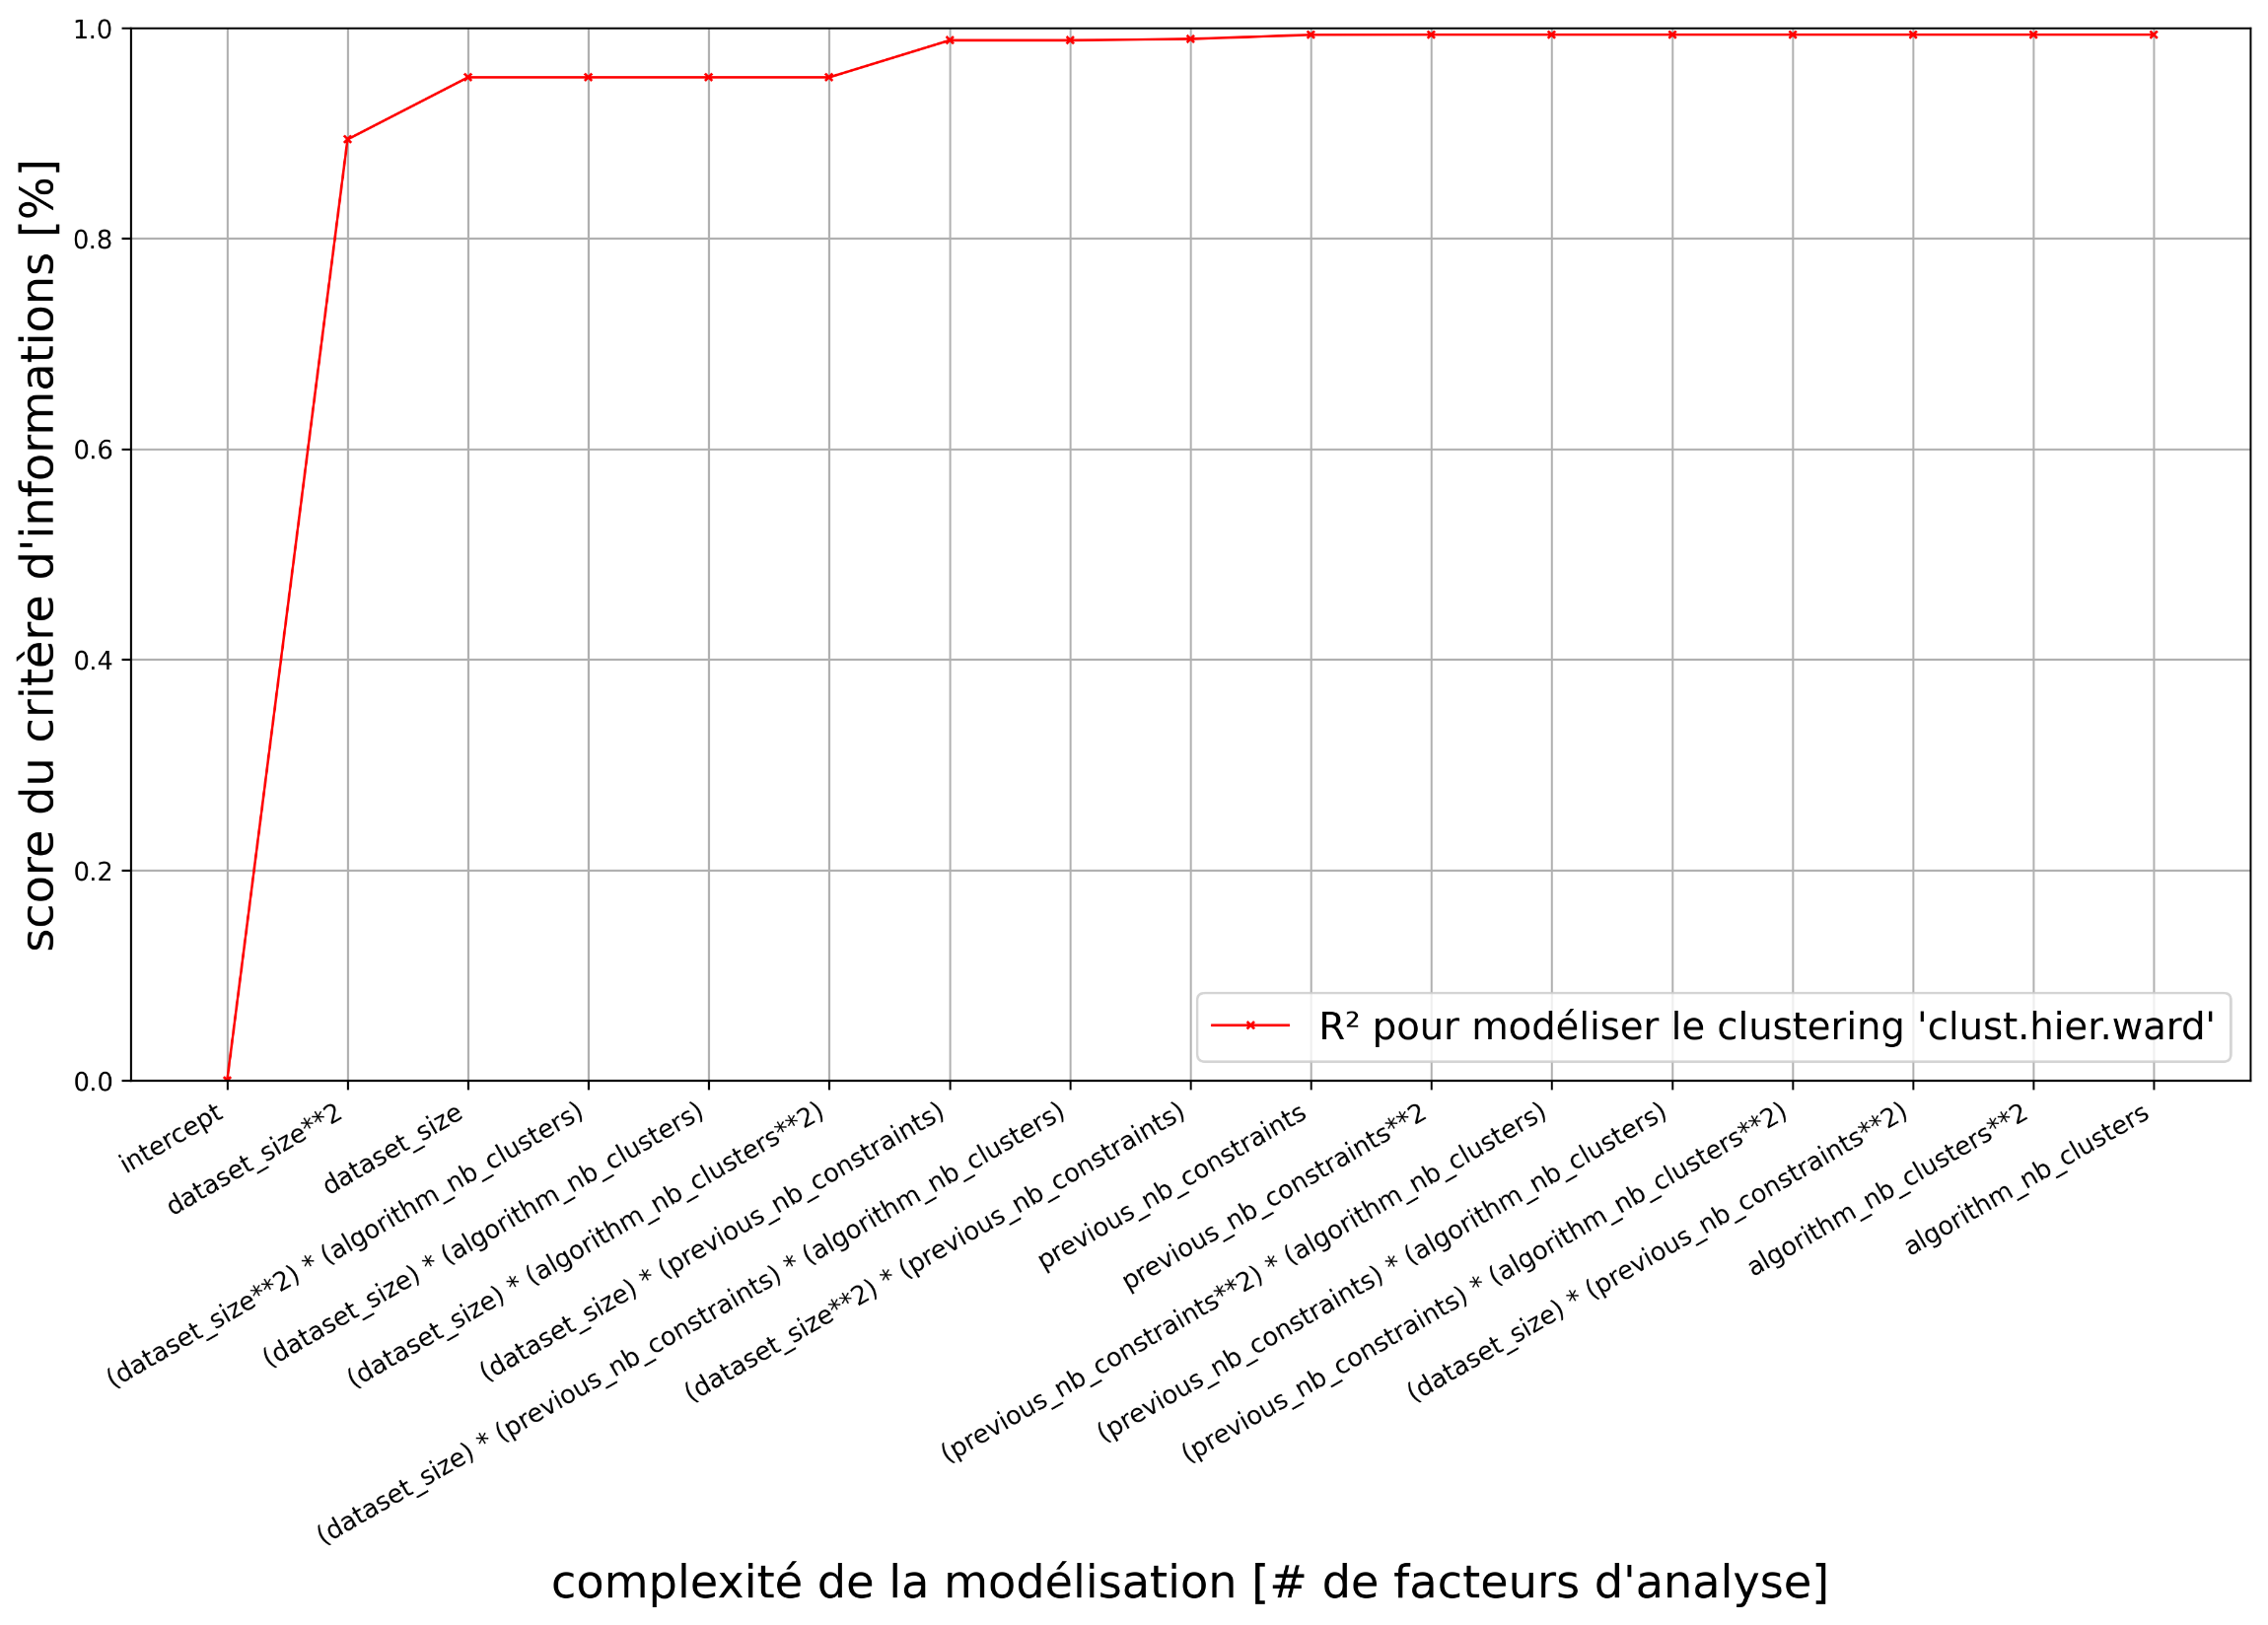 score du critère d'informations [%]
1.0
0.8
0.6
0.4
0.2
0.0
R² pour modéliser le clustering 'clust.hier.ward'
intercept
dataset_size**2
dataset_size
(dataset_size**2) * (algorithm_nb_clusters)
(dataset_size) * (algorithm_nb_clusters)
(dataset_size) * (algorithm_nb_clusters**2)
(dataset_size) * (previous_nb_constraints)
(dataset_size) * (previous_nb_constraints) * (algorithm_nb_clusters)
(dataset_size**2) * (previous_nb_constraints)
previous_nb_constraints
previous_nb_constraints**2
(previous_nb_constraints**2) * (algorithm_nb_clusters)
(previous_nb_constraints) * (algorithm_nb_clusters)
(previous_nb_constraints) * (algorithm_nb_clusters**2)
(dataset_size) * (previous_nb_constraints**2)
algorithm_nb_clusters**2
algorithm_nb_clusters
complexité de la modélisation [# de facteurs d'analyse]